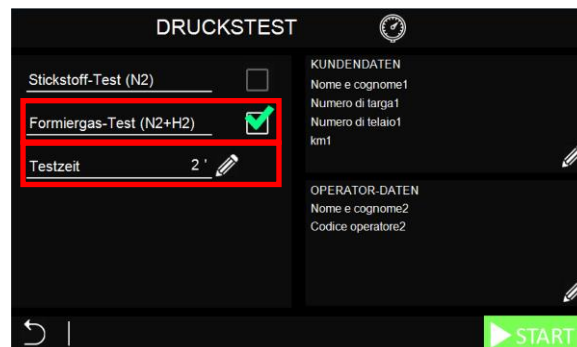 DRUCKSTEST
Stickstoff-Test (N2)
Formiergas-Test (N2+H2)
Testzeit 2 '
KUNDENDATEN
Nome e cognome1
Numero di targa1
Numero di telaio1
km1
OPERATOR-DATEN
Nome e cognome2
Codice operatore2
START